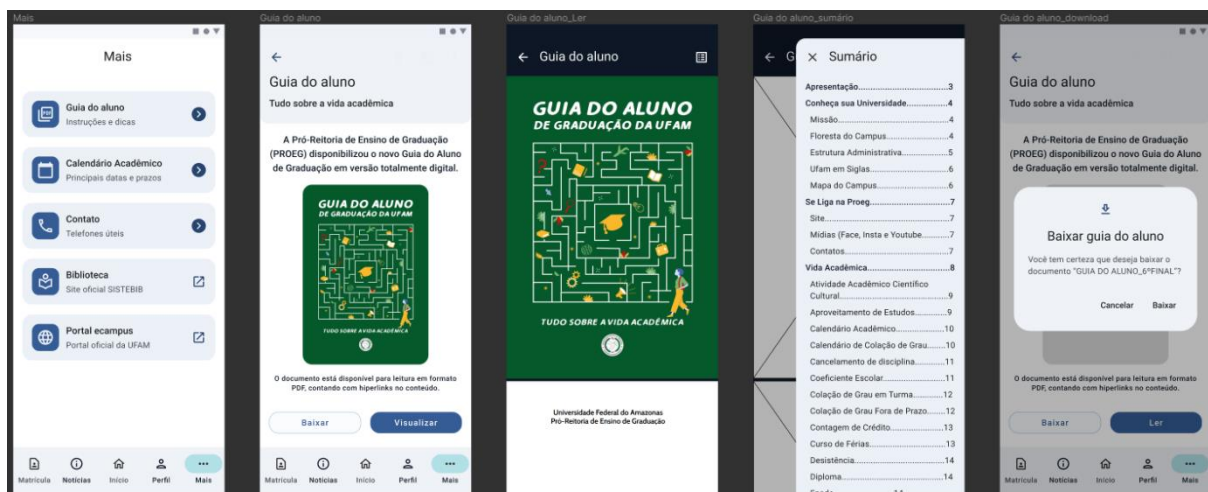 Mais
Mais
Guia do aluno
Instruções e dicas
Calendário Acadêmico
Principais datas e prazos
Contato
Telefones úteis
Biblioteca
Site oficial SISTEBIB
Portal ecampus
Portal oficial da UFAM
Matrícula Notícias Início Perfil Mais
Guia do aluno
Guia do aluno
Tudo sobre a vida acadêmica
A Pró-Reitoria de Ensino de Graduação
(PROEG) disponibilizou o novo Guia do Aluno
de Graduação em versão totalmente digital.
GUIA DO ALUNO
DE GRADUAÇÃO DA UFAM
TUDO SOBRE A VIDA ACADÊMICA
O documento está disponível para leitura em formato
PDF, contando com hiperlinks no conteúdo.
Baixar Visualizar
Matrícula Notícias Início Perfil Mais
Guia do aluno_Ler
Guia do aluno
GUIA DO ALUNO
DE GRADUAÇÃO DA UFAM
TUDO SOBRE A VIDA ACADÊMICA
Universidade Federal do Amazonas
Pró-Reitoria de Ensino de Graduação
Guia do aluno_sumário
G
Sumário
Apresentação....................3
Conheça sua Universidade....................4
Missão....................4
Floresta do Campus....................4
Estrutura Administrativa....................5
Ufam em Siglas....................6
Mapa do Campus....................6
Se Liga na Proeg....................7
Site....................7
Mídias (Face, Insta e Youtube....................7
Contatos....................7
Vida Acadêmica....................8
Atividade Acadêmico Científico
Cultural....................9
Aproveitamento de Estudos....................9
Calendário Acadêmico....................10
Calendário de Colação de Grau....................10
Cancelamento de disciplina....................11
Coeficiente Escolar....................11
Colação de Grau em Turma....................12
Colação de Grau Fora de Prazo....................12
Contagem de Crédito....................13
Curso de Férias....................13
Desistência....................14
Diploma....................14
Guia do aluno_download
Guia do aluno
Tudo sobre a vida acadêmica
A Pró-Reitoria de Ensino de Graduação
(PROEG) disponibilizou o novo Guia do Aluno
de Graduação em versão totalmente digital.
Baixar guia do aluno
Você tem certeza que deseja baixar o
documento "GUIA DO ALUNO_6ªFINAL"?
Cancelar Baixar
O documento está disponível para leitura em formato
PDF, contando com hiperlinks no conteúdo.
Baixar Ler
Matrícula Notícias Início Perfil Mais